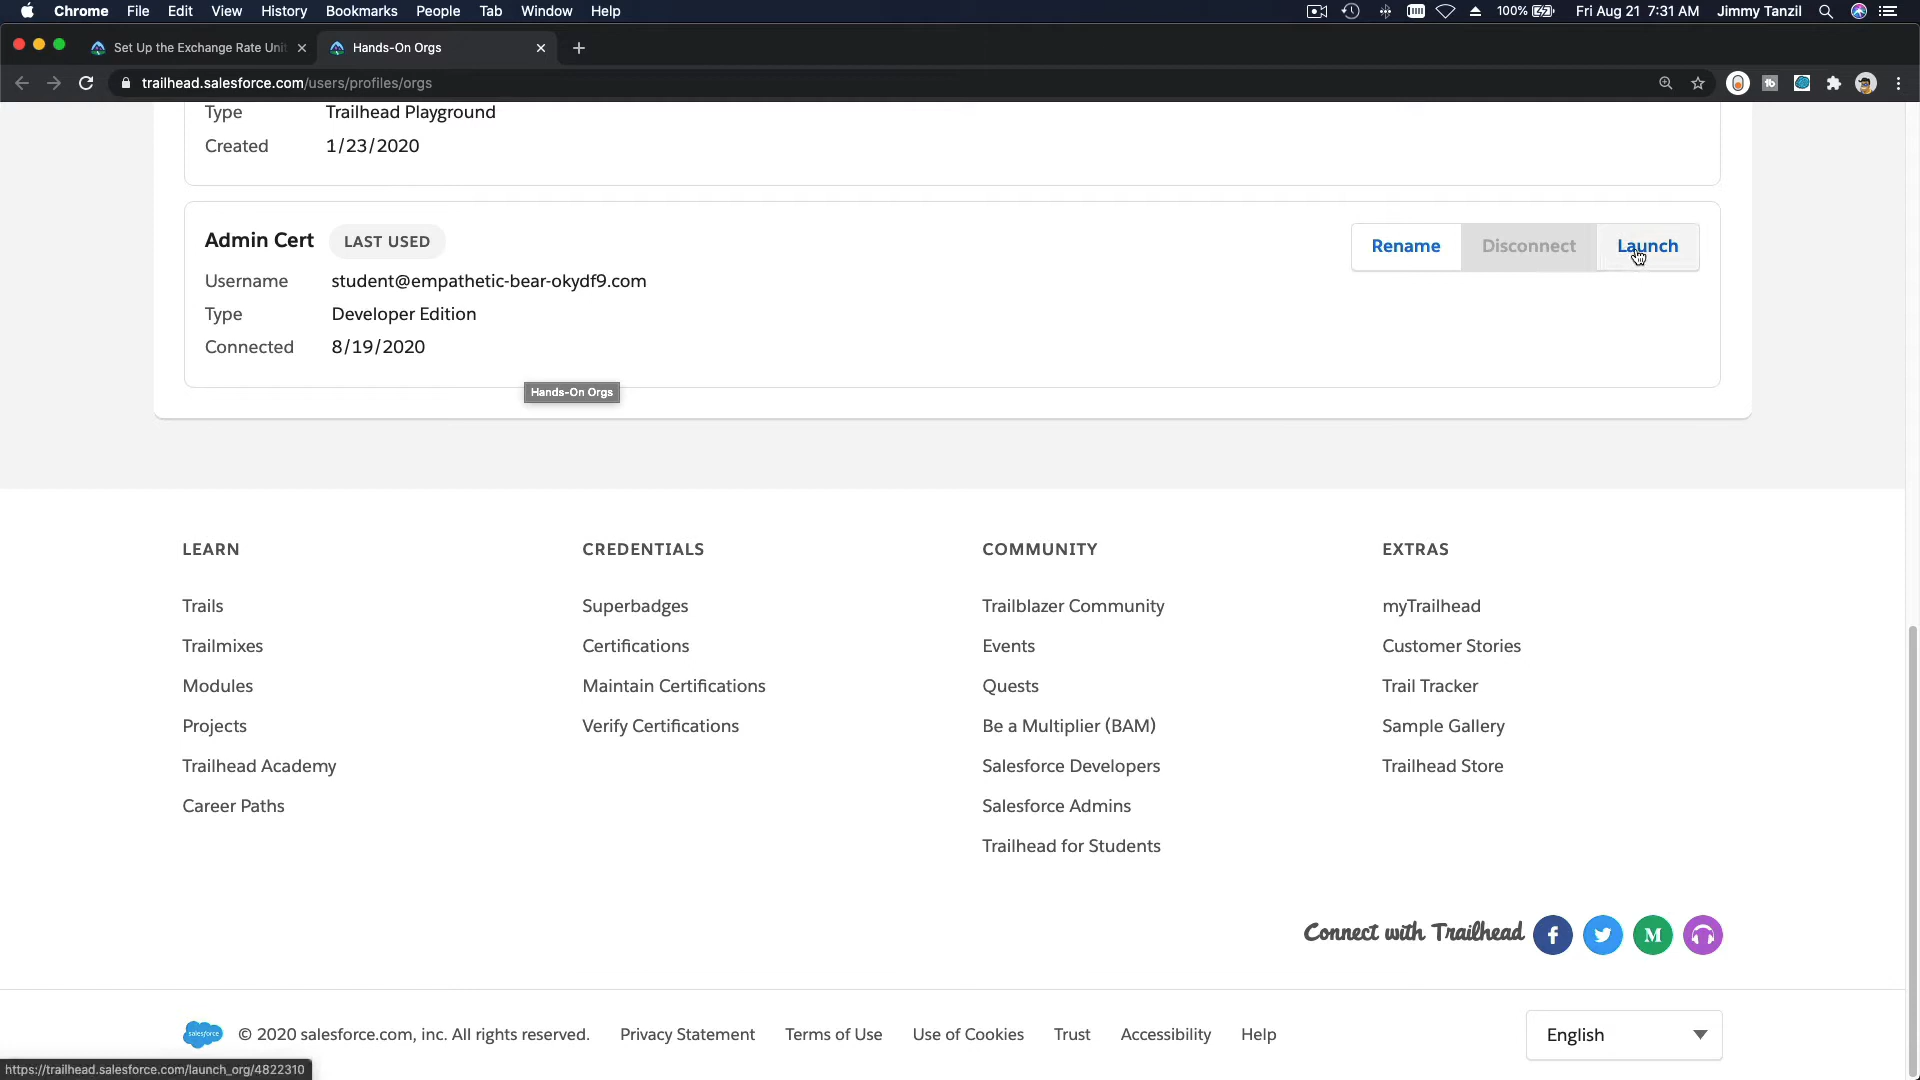 Chrome File Edit View History Bookmarks People Tab Window Help 100% Fri Aug 21 7:31 AM Jimmy Tanzil
Set Up the Exchange Rate Unit Hands-On Orgs
trailhead.salesforce.com/users/profiles/orgs
Type Trailhead Playground
Created 1/23/2020
Admin Cert LAST USED Rename Disconnect Launch
Username student@empathetic-bear-okydf9.com
Type Developer Edition
Connected 8/19/2020
Hands-On Orgs
LEARN CREDENTIALS COMMUNITY EXTRAS
Trails Superbadges Trailblazer Community myTrailhead
Trailmixes Certifications Events Customer Stories
Modules Maintain Certifications Quests Trail Tracker
Projects Verify Certifications Be a Multiplier (BAM) Sample Gallery
Trailhead Academy Salesforce Developers Trailhead Store
Career Paths Salesforce Admins
Trailhead for Students
Connect with Trailhead f M
salesforce © 2020 salesforce.com, inc. All rights reserved. Privacy Statement Terms of Use Use of Cookies Trust Accessibility Help English
https://trailhead.salesforce.com/launch_org/4822310